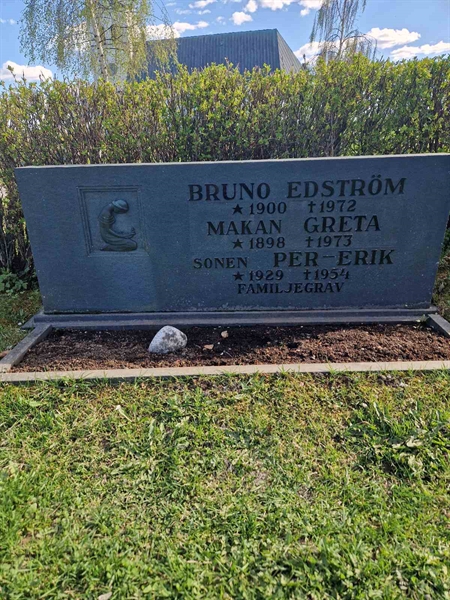 BRUNO EDSTRÖM
★1900 †1972
MAKAN GRETA
★1898 †1973
SONEN PER-ERIK
★1929 †1954
FAMILJEGRAV